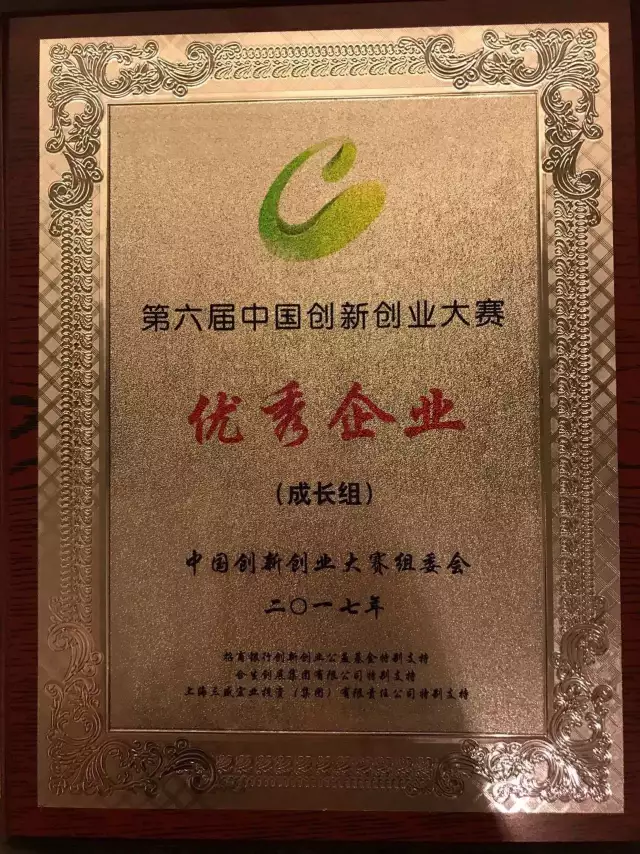 第六届中国创新创业大赛
优秀企业
（成长组）
中国创新创业大赛组委会
二〇一七年
招商银行创新创业公益基金特别支持
合生创展集团有限公司特别支持
上海立盛宏业投资（集团）有限责任公司特别支持